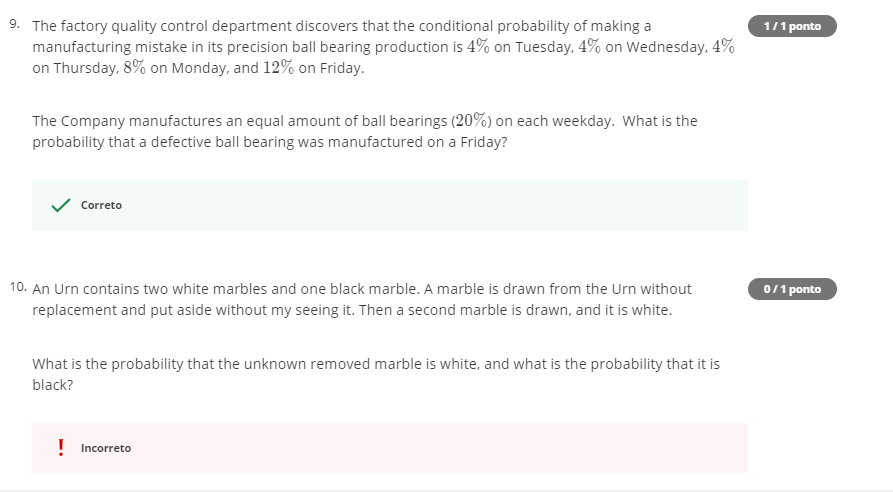 9. The factory quality control department discovers that the conditional probability of making a
1 / 1 ponto
manufacturing mistake in its precision ball bearing production is 4% on Tuesday, 4% on Wednesday, 4%
on Thursday, 8% on Monday, and 12% on Friday.
The Company manufactures an equal amount of ball bearings (20%) on each weekday. What is the
probability that a defective ball bearing was manufactured on a Friday?
Correto
10. An Urn contains two white marbles and one black marble. A marble is drawn from the Urn without
0 / 1 ponto
replacement and put aside without my seeing it. Then a second marble is drawn, and it is white.
What is the probability that the unknown removed marble is white, and what is the probability that it is
black?
! Incorreto